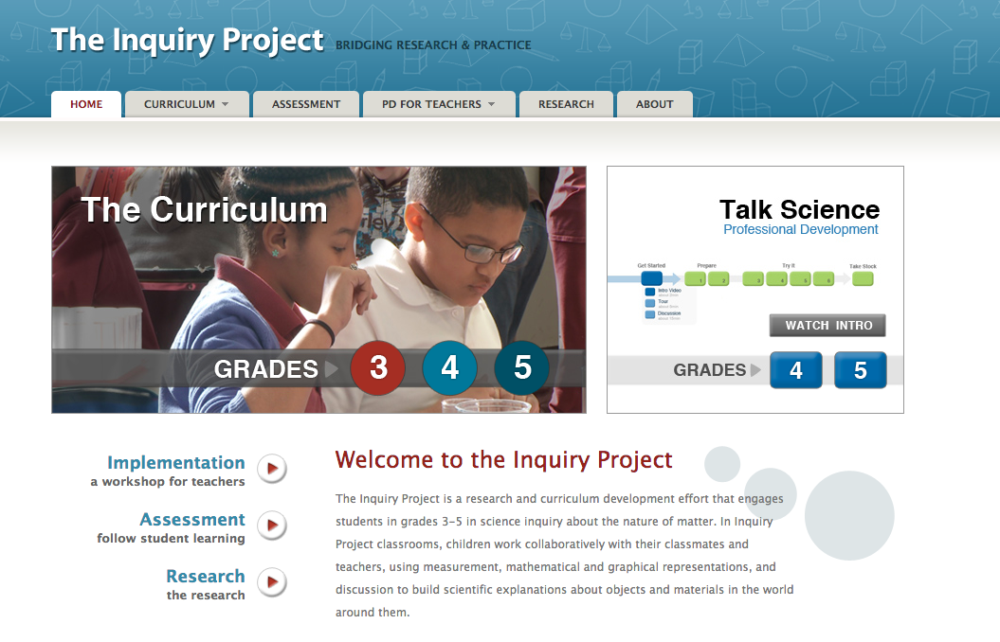 The Inquiry Project BRIDGING RESEARCH & PRACTICE
HOME CURRICULUM ASSESSMENT PD FOR TEACHERS RESEARCH ABOUT
The Curriculum
GRADES 3 4 5
Talk Science
Professional Development
Get Started Prepare Try It Take Stock
1 2 3 4 5 6
Intro Video
Tour
Discussion
WATCH INTRO
GRADES 4 5
Implementation
a workshop for teachers
Assessment
follow student learning
Research
the research
Welcome to the Inquiry Project
The Inquiry Project is a research and curriculum development effort that engages
students in grades 3-5 in science inquiry about the nature of matter. In Inquiry
Project classrooms, children work collaboratively with their classmates and
teachers, using measurement, mathematical and graphical representations, and
discussion to build scientific explanations about objects and materials in the world
around them.